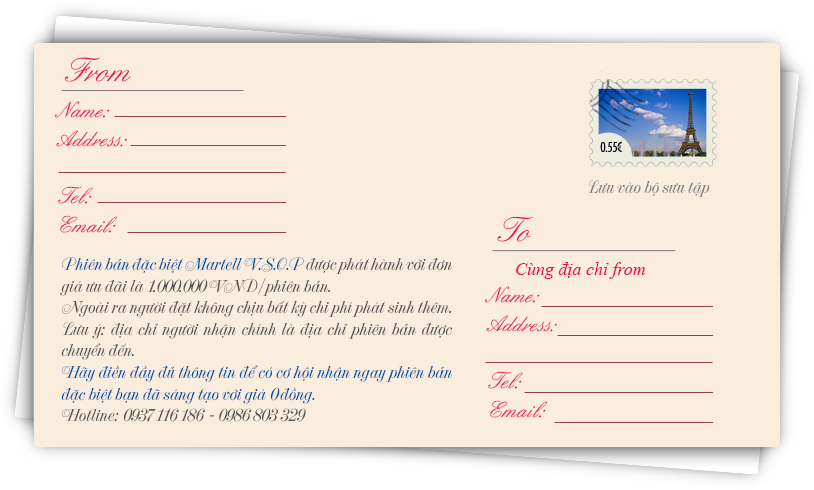 From
Name:
Address:
Tel:
Email:
Phiên bản đặc biệt Martell V.S.O.P được phát hành với đơn
giá ưu đãi là 1.000.000 VND/phiên bản.
Ngoài ra người đặt không chịu bất kỳ chi phí phát sinh thêm.
Lưu ý: địa chỉ người nhận chính là địa chỉ phiên bản được
chuyển đến.
Hãy điền đầy đủ thông tin để có cơ hội nhận ngay phiên bản
đặc biệt bạn đã sáng tạo với giá 0 đồng.
Hotline: 0937 116 186 - 0986 803 329
0.55€
Lưu vào bộ sưu tập
To
Cùng địa chỉ from
Name:
Address:
Tel:
Email: